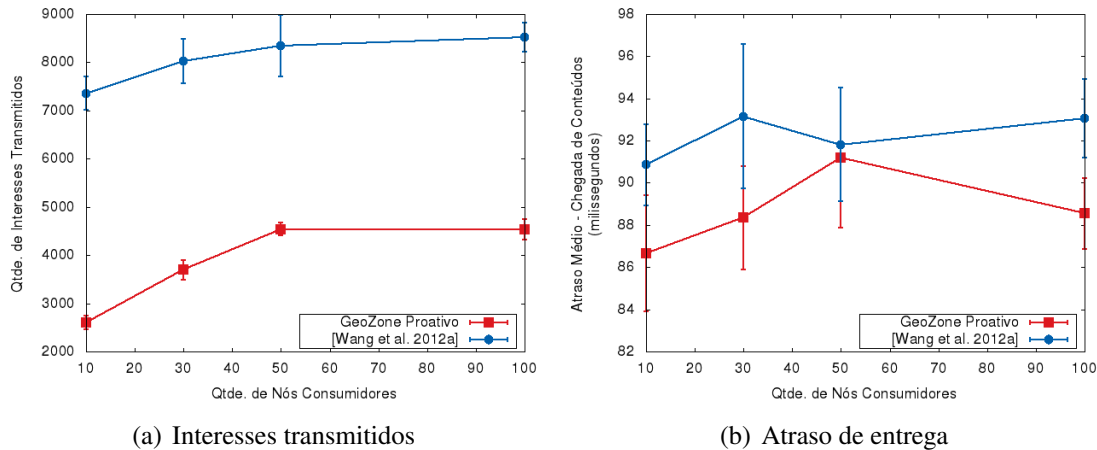 9000
8000
7000
6000
5000
4000
3000
2000
Qtde. de Interesses Transmitidos
10 20 30 40 50 60 70 80 90 100
Qtde. de Nós Consumidores
GeoZone Proativo
[Wang et al. 2012a]
(a) Interesses transmitidos
98
96
94
92
90
88
86
84
82
Atraso Médio - Chegada de Conteúdos
(milissegundos)
10 20 30 40 50 60 70 80 90 100
Qtde. de Nós Consumidores
GeoZone Proativo
[Wang et al. 2012a]
(b) Atraso de entrega